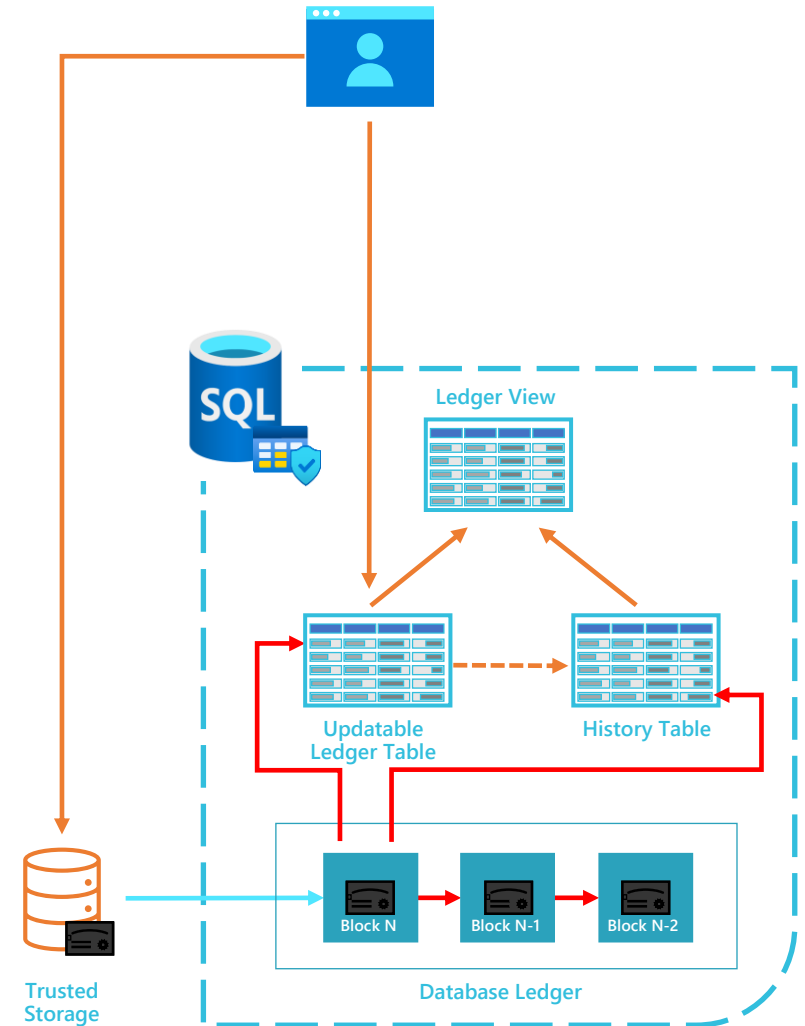 SQL
Ledger View
Updatable
Ledger Table
History Table
Block N
Block N-1
Block N-2
Database Ledger
Trusted
Storage